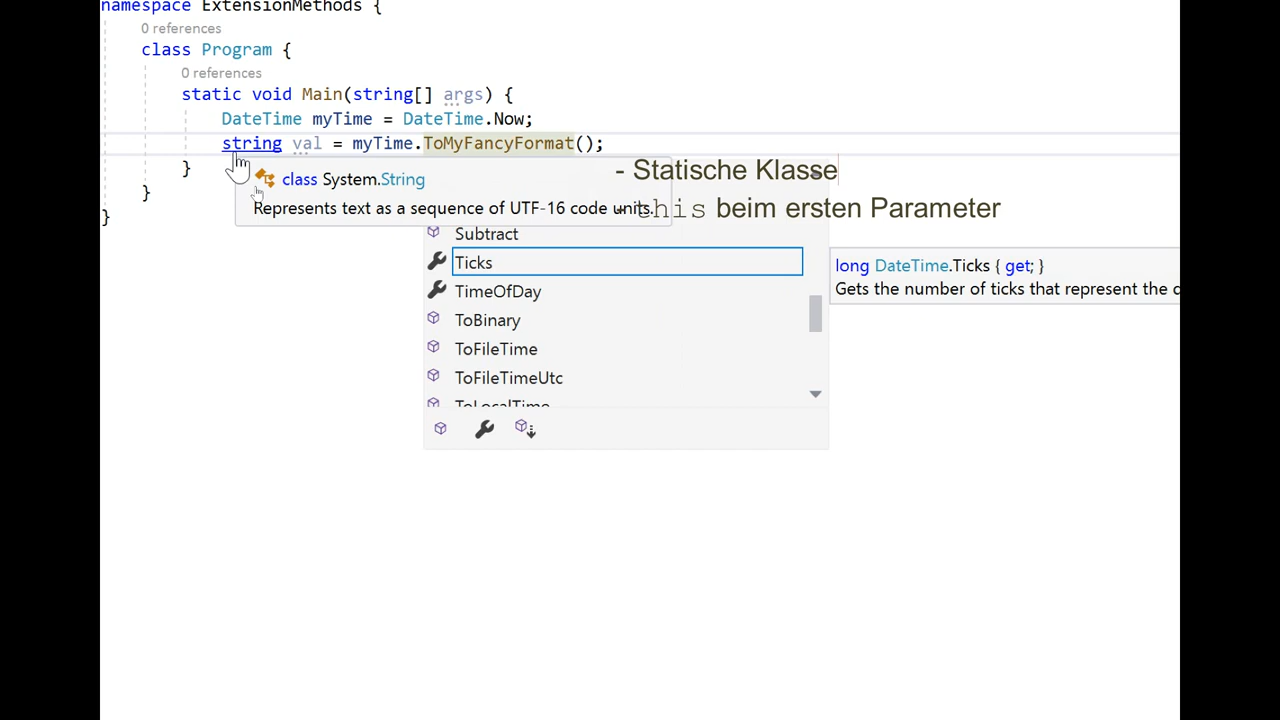 namespace ExtensionMethods {
0 references
class Program {
0 references
static void Main(string[] args) {
DateTime myTime = DateTime.Now;
string val = myTime.ToMyFancyFormat();
}
}
}
class System.String
Represents text as a sequence of UTF-16 code units.
- Statische Klasse
- this beim ersten Parameter
Subtract
Ticks
TimeOfDay
ToBinary
ToFileTime
ToFileTimeUtc
ToLocalTime
long DateTime.Ticks { get; }
Gets the number of ticks that represent the